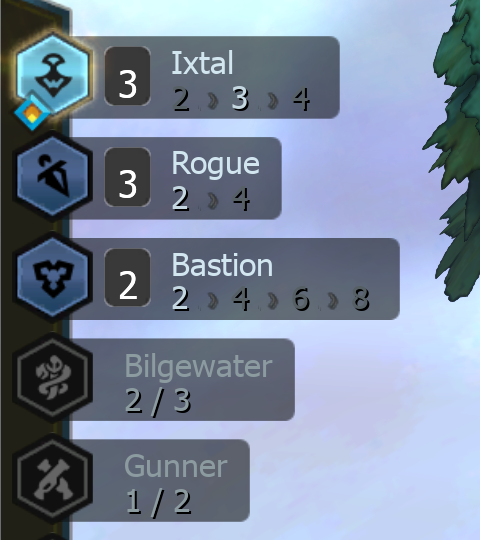 3 Ixtal
2 > 3 > 4
3 Rogue
2 > 4
2 Bastion
2 > 4 > 6 > 8
Bilgewater
2 / 3
Gunner
1 / 2